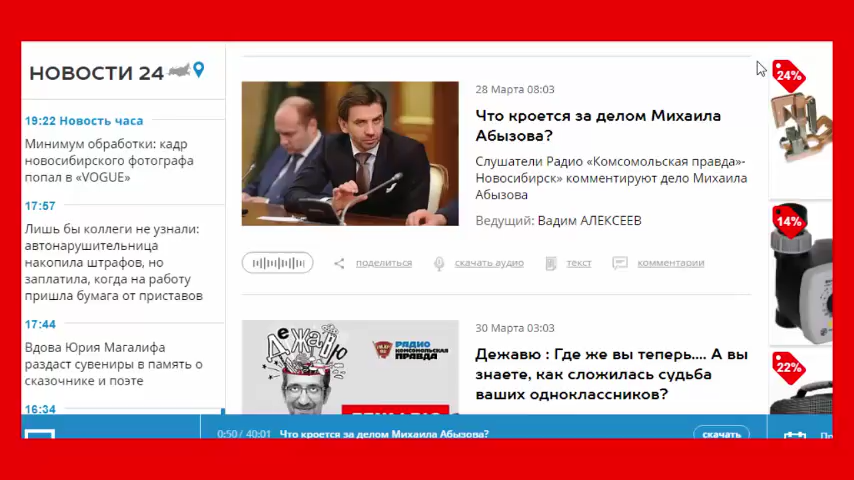 НОВОСТИ 24
19:22 Новость часа
Минимум обработки: кадр
новосибирского фотографа
попал в «VOGUE»
17:57
Лишь бы коллеги не узнали:
автонарушительница
накопила штрафов, но
заплатила, когда на работу
пришла бумага от приставов
17:44
Вдова Юрия Магалифа
раздаст сувениры в память о
сказочнике и поэте
16:34
28 Марта 08:03
Что кроется за делом Михаила
Абызова?
Слушатели Радио «Комсомольская правда»-
Новосибирск» комментируют дело Михаила
Абызова
Ведущий: Вадим АЛЕКСЕЕВ
поделиться
скачать аудио
текст
комментарии
Дежавю
РАДИО
КОМСОМОЛЬСКАЯ
ПРАВДА
30 Марта 03:03
Дежавю : Где же вы теперь.... А вы
знаете, как сложилась судьба
ваших одноклассников?
24%
14%
22%
0:50 / 40:01
Что кроется за делом Михаила Абызова?
скачать